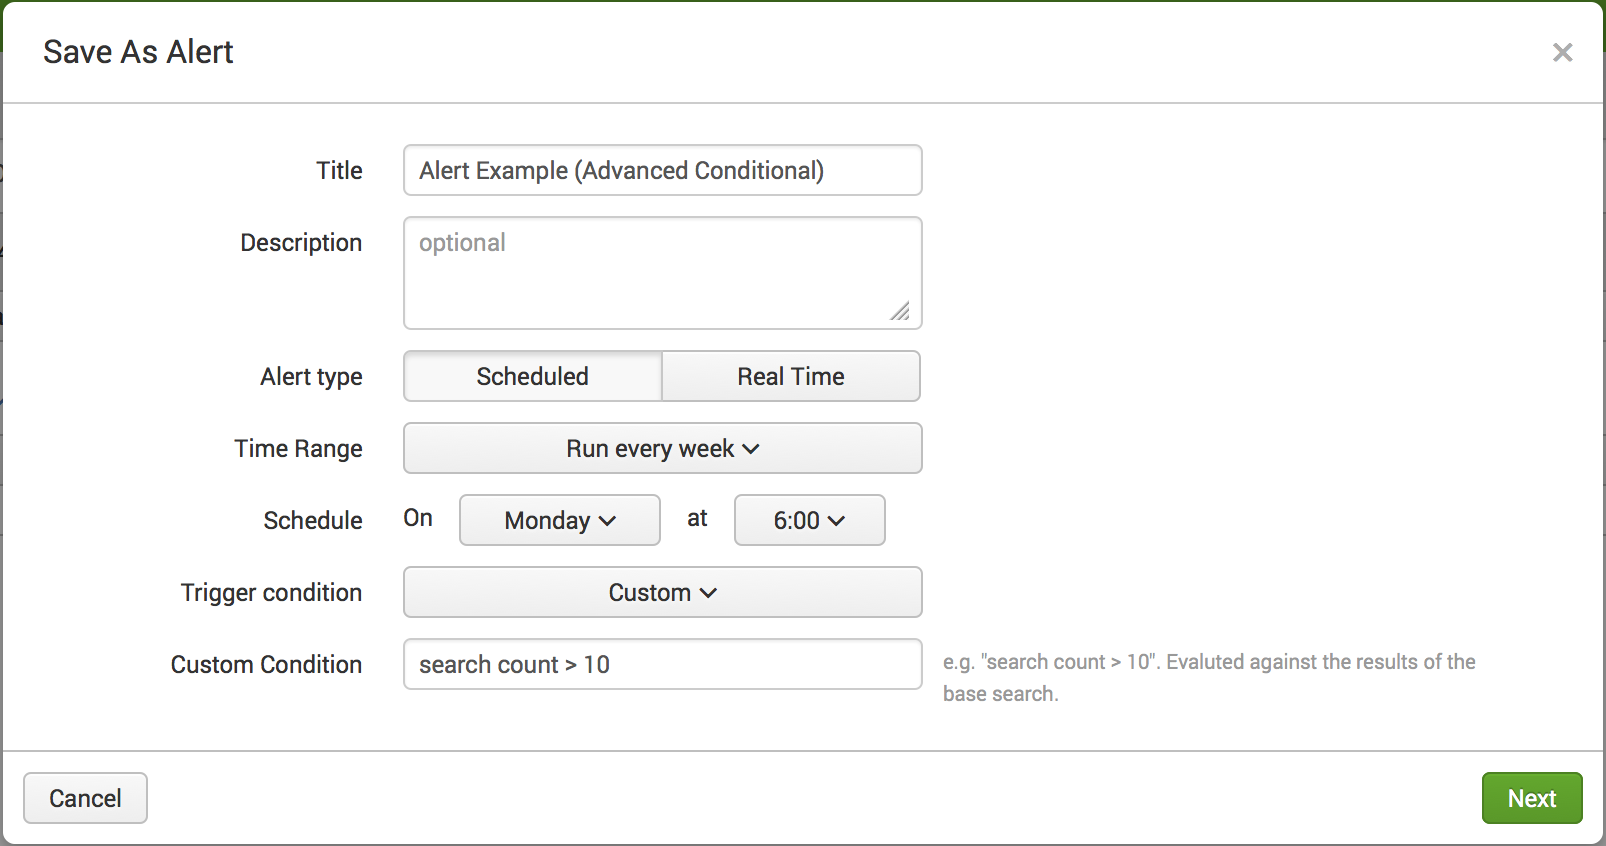 Save As Alert
Title
Alert Example (Advanced Conditional)
Description
optional
Alert type
Scheduled
Real Time
Time Range
Run every week
Schedule
On
Monday
at
6:00
Trigger condition
Custom
Custom Condition
search count > 10
e.g. "search count > 10". Evaluted against the results of the
base search.
Cancel
Next